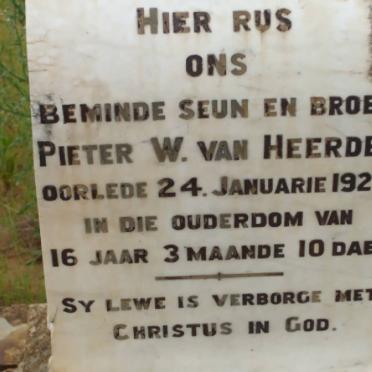 HIER RUS
ONS
BEMINDE SEUN EN BROE
PIETER W. VAN HEERDE
OORLEDE 24. JANUARIE 192
IN DIE OUDERDOM VAN
16 JAAR 3 MAANDE 10 DAE
SY LEWE IS VERBORGE MET
CHRISTUS IN GOD.